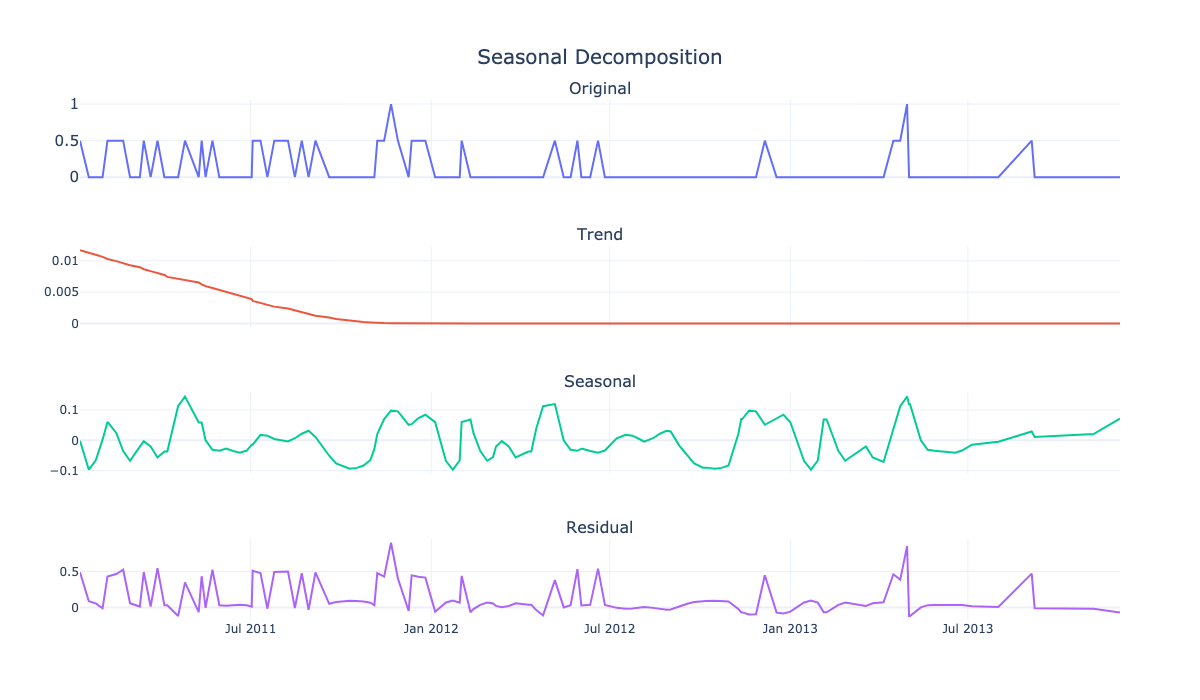 Seasonal Decomposition
Original
1
0.5
0
Trend
0.01
0.005
0
Seasonal
0.1
0
−0.1
Residual
0.5
0
Jul 2011
Jan 2012
Jul 2012
Jan 2013
Jul 2013